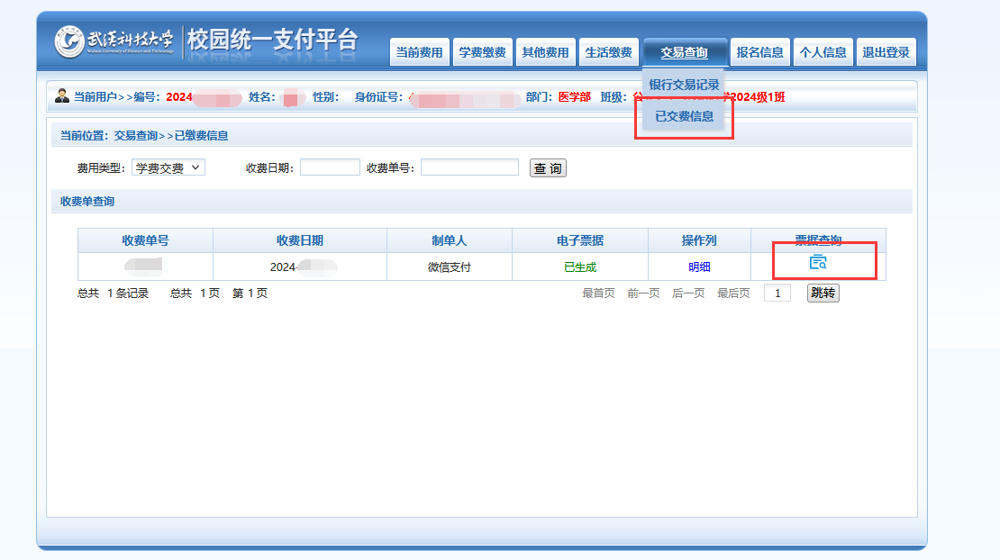 武汉科技大学 校园统一支付平台
Wuhan University of Science and Technology
当前费用 学费缴费 其他费用 生活缴费 交易查询 报名信息 个人信息 退出登录
银行交易记录
已交费信息
当前用户>>编号：2024 姓名： 性别： 身份证号： 部门：医学部 班级： 学2024级1班
当前位置：交易查询>>已缴费信息
费用类型：学费交费 收费日期： 收费单号： 查 询
收费单查询
收费单号 收费日期 制单人 电子票据 操作列 票据查询
2024- 微信支付 已生成 明细
总共 1 条记录 总共 1 页 第 1 页 最首页 前一页 后一页 最后页 1 跳转